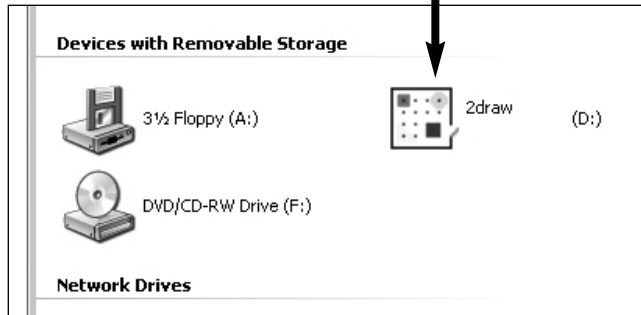 Devices with Removable Storage
3½ Floppy (A:)
2draw (D:)
DVD/CD-RW Drive (F:)
Network Drives